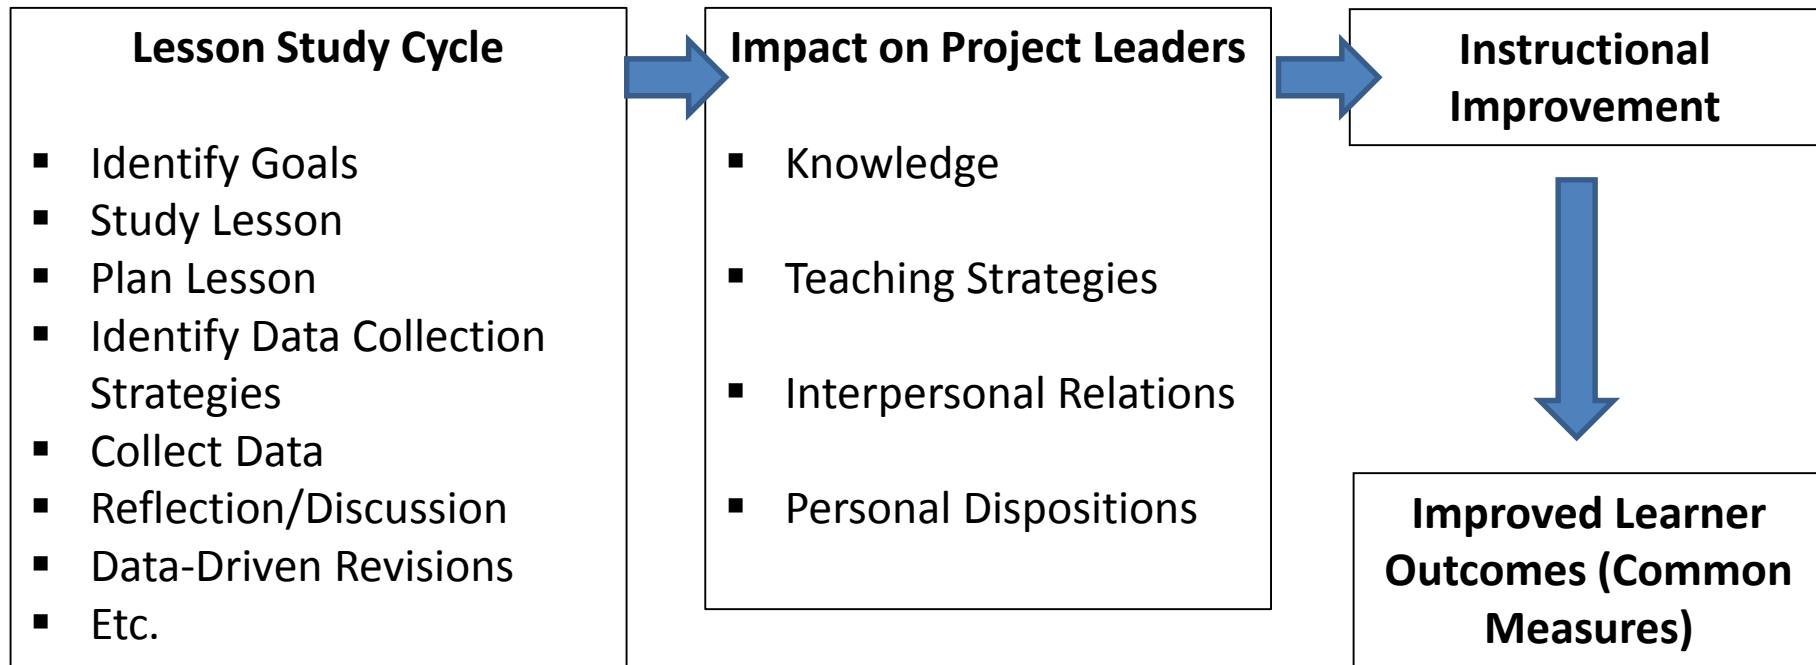 Lesson Study Cycle
▪ Identify Goals
▪ Study Lesson
▪ Plan Lesson
▪ Identify Data Collection
Strategies
▪ Collect Data
▪ Reflection/Discussion
▪ Data-Driven Revisions
▪ Etc.
Impact on Project Leaders
▪ Knowledge
▪ Teaching Strategies
▪ Interpersonal Relations
▪ Personal Dispositions
Instructional
Improvement
Improved Learner
Outcomes (Common
Measures)